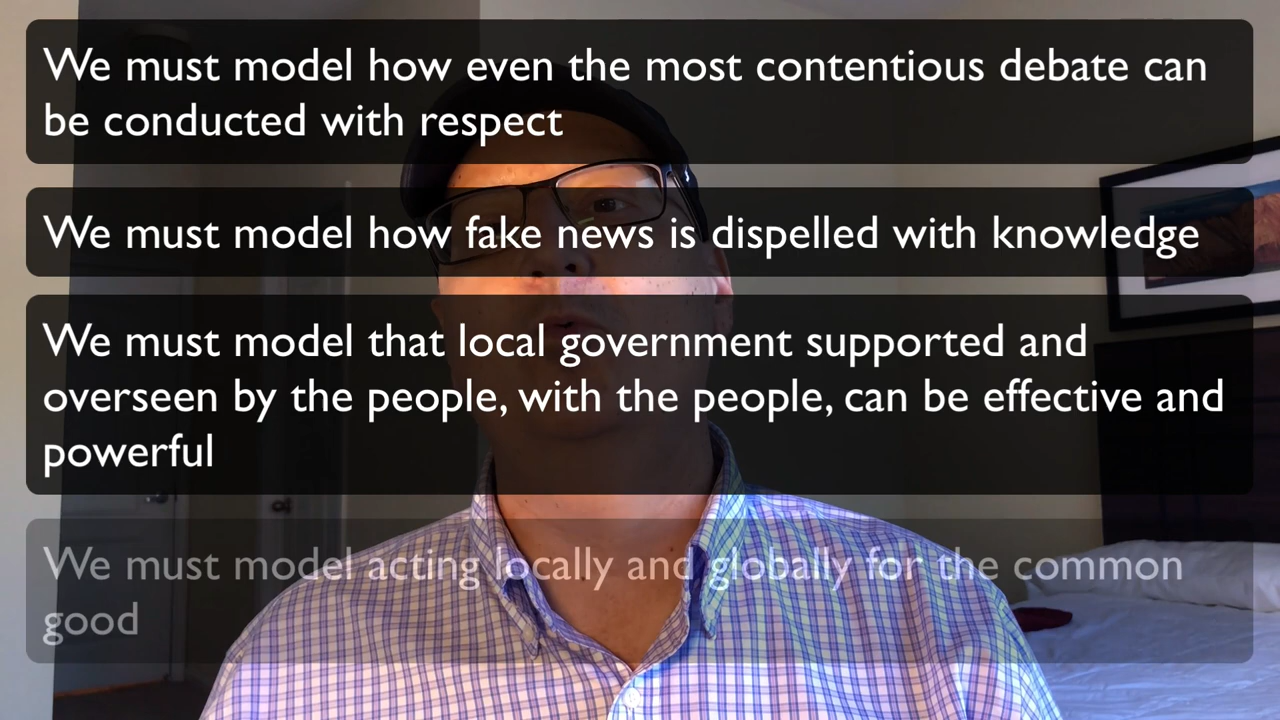 We must model how even the most contentious debate can
be conducted with respect
We must model how fake news is dispelled with knowledge
We must model that local government supported and
overseen by the people, with the people, can be effective and
powerful
We must model acting locally and globally for the common
good